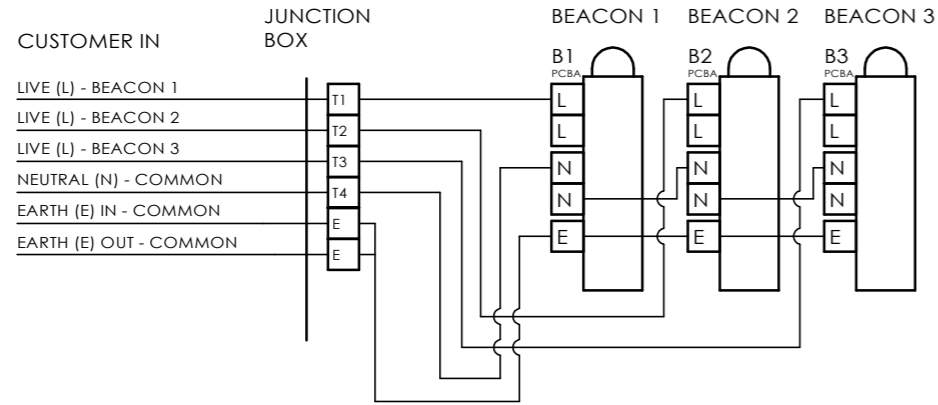 JUNCTION
BOX
BEACON 1
BEACON 2
BEACON 3
CUSTOMER IN
B1
PCBA
B2
PCBA
B3
PCBA
LIVE (L) - BEACON 1
LIVE (L) - BEACON 2
LIVE (L) - BEACON 3
NEUTRAL (N) - COMMON
EARTH (E) IN - COMMON
EARTH (E) OUT - COMMON
T1
T2
T3
T4
E
E
L
L
N
N
E
L
L
N
N
E
L
L
N
N
E